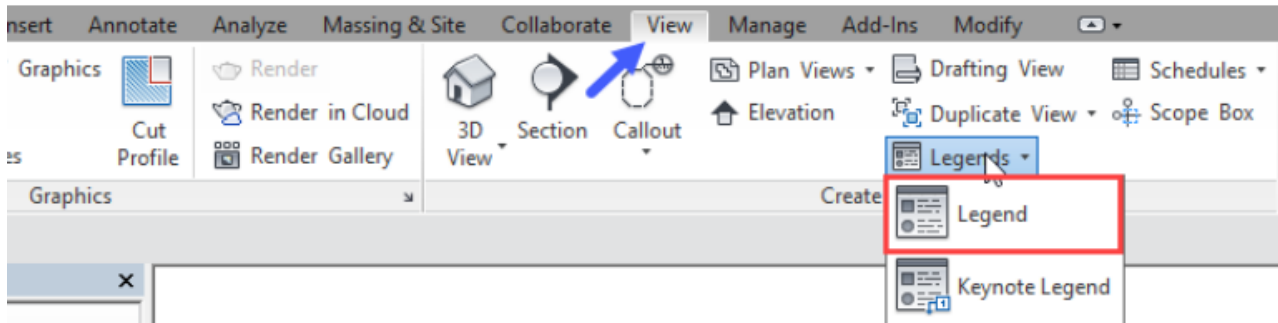 nsert Annotate Analyze Massing & Site Collaborate View Manage Add-Ins Modify
Graphics
Cut
Profile
es
Render
Render in Cloud
Render Gallery
3D
View
Section
Callout
Plan Views
Elevation
Drafting View
Duplicate View
Legends
Schedules
Scope Box
Graphics
Create
Legend
Keynote Legend
1